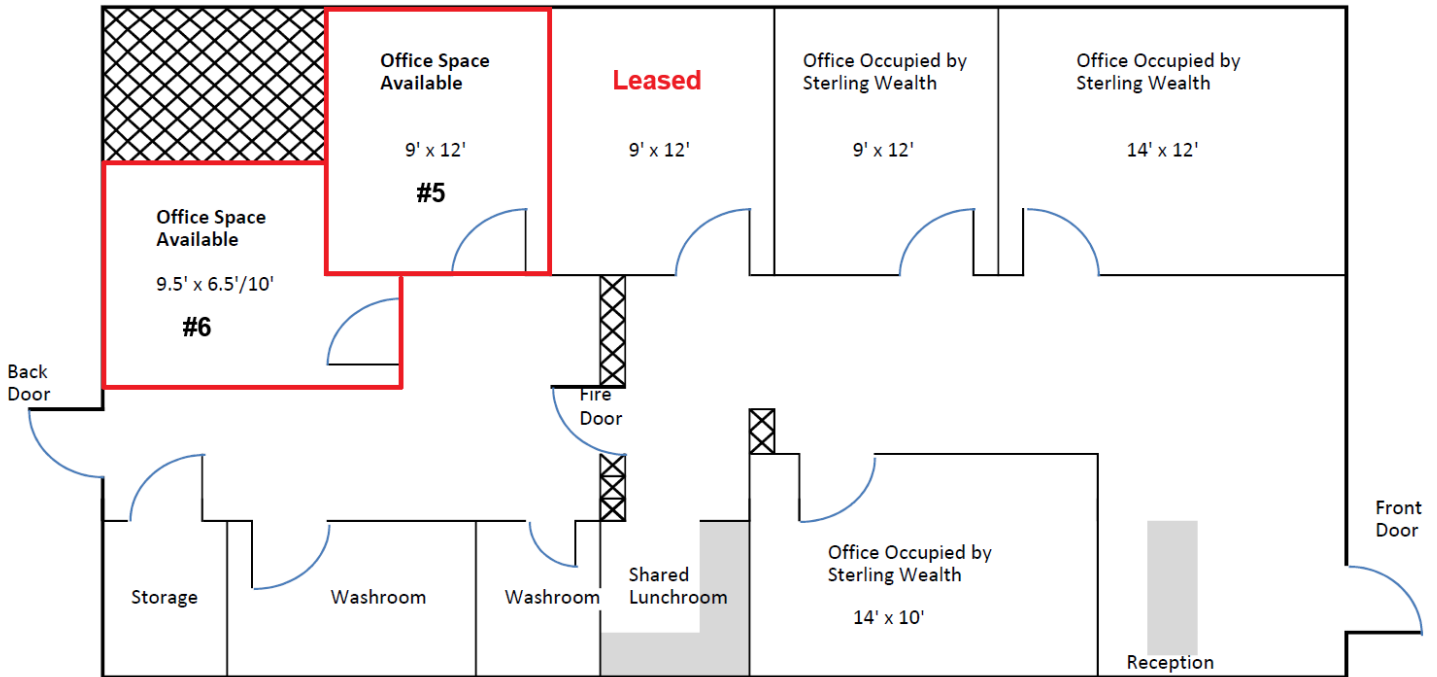 Office Space
Available
9' x 12'
#5
Leased
9' x 12'
Office Occupied by
Sterling Wealth
9' x 12'
Office Occupied by
Sterling Wealth
14' x 12'
Office Space
Available
9.5' x 6.5'/10'
#6
Back
Door
Fire
Door
Front
Door
Storage
Washroom
Washroom
Shared
Lunchroom
Office Occupied by
Sterling Wealth
14' x 10'
Reception